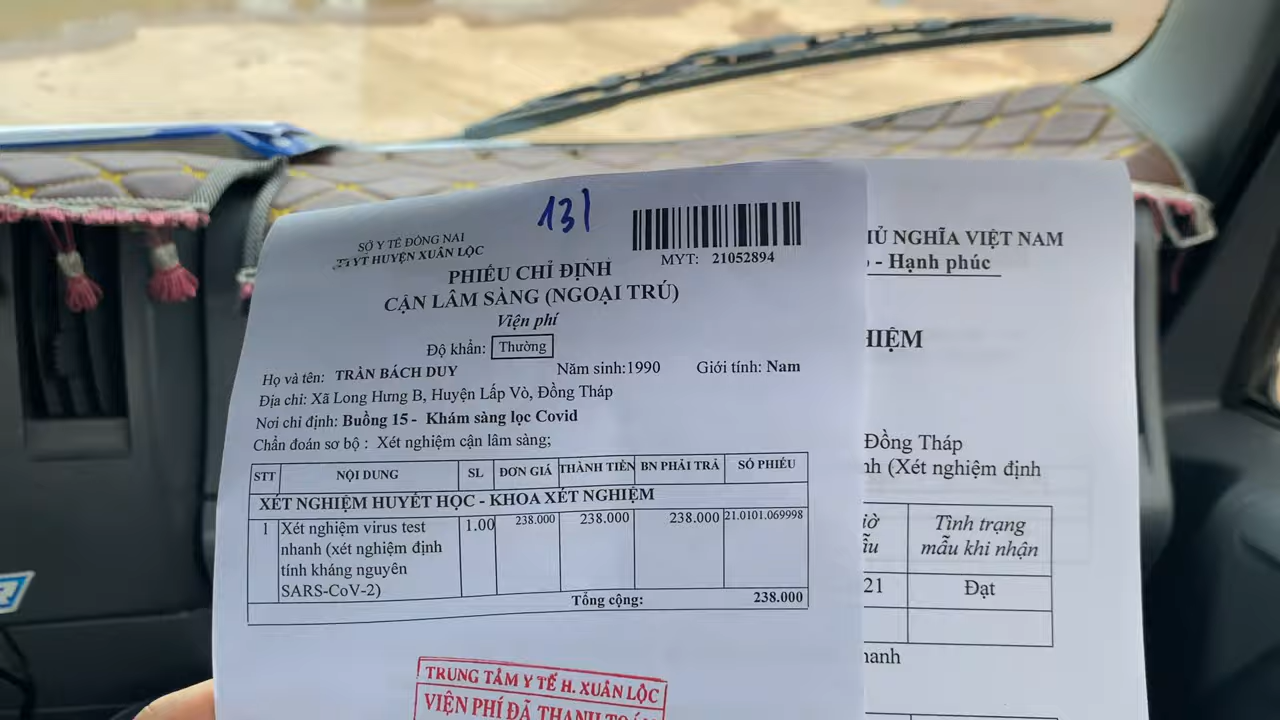 131
SỞ Y TẾ ĐỒNG NAI
TTYT HUYỆN XUÂN LỘC
MYT: 21052894
PHIẾU CHỈ ĐỊNH
CẬN LÂM SÀNG (NGOẠI TRÚ)
Viện phí
Độ khẩn: Thường
Họ và tên: TRẦN BÁCH DUY Năm sinh:1990 Giới tính: Nam
Địa chỉ: Xã Long Hưng B, Huyện Lấp Vò, Đồng Tháp
Nơi chỉ định: Buồng 15 - Khám sàng lọc Covid
Chẩn đoán sơ bộ : Xét nghiệm cận lâm sàng;
STT NỘI DUNG SL ĐƠN GIÁ THÀNH TIỀN BN PHẢI TRẢ SỐ PHIẾU
XÉT NGHIỆM HUYẾT HỌC - KHOA XÉT NGHIỆM
1 Xét nghiệm virus test 1.00 238.000 238.000 238.000 21.0101.069998
nhanh (xét nghiệm định
tính kháng nguyên
SARS-CoV-2)
Tổng cộng: 238.000
TRUNG TÂM Y TẾ H. XUÂN LỘC
VIỆN PHÍ ĐÃ THANH TOÁN
NGHĨA VIỆT NAM
- Hạnh phúc
Đồng Tháp
(Xét nghiệm định
Tình trạng
mẫu khi nhận
21 Đạt